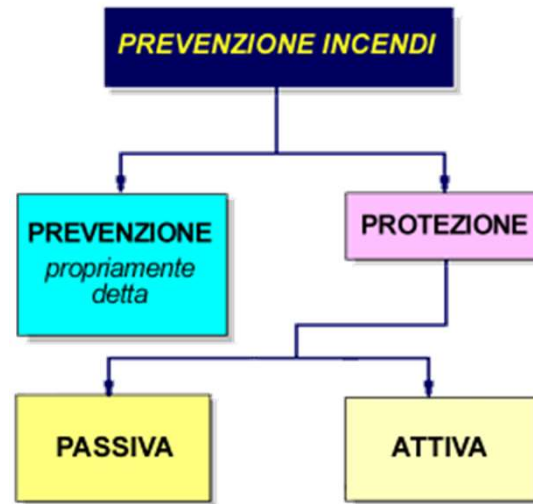 PREVENZIONE INCENDI
PREVENZIONE
propriamente
detta
PROTEZIONE
PASSIVA
ATTIVA